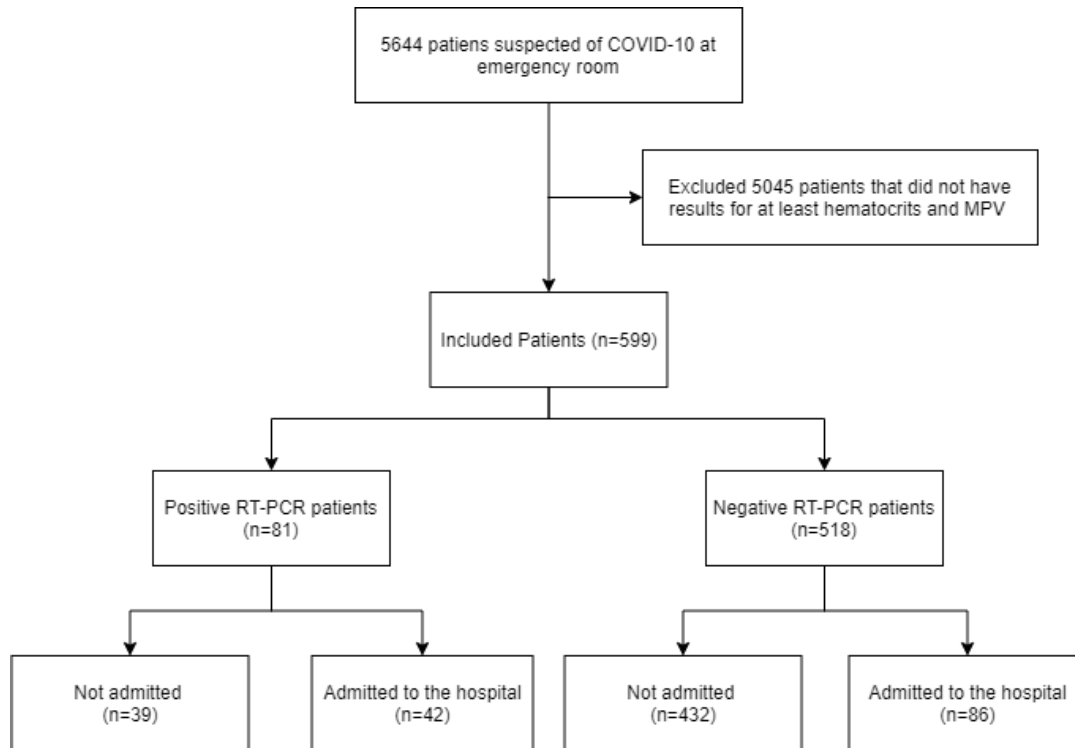 5644 patiens suspected of COVID-10 at
emergency room
Excluded 5045 patients that did not have
results for at least hematocrits and MPV
Included Patients (n=599)
Positive RT-PCR patients
(n=81)
Negative RT-PCR patients
(n=518)
Not admitted
(n=39)
Admitted to the hospital
(n=42)
Not admitted
(n=432)
Admitted to the hospital
(n=86)